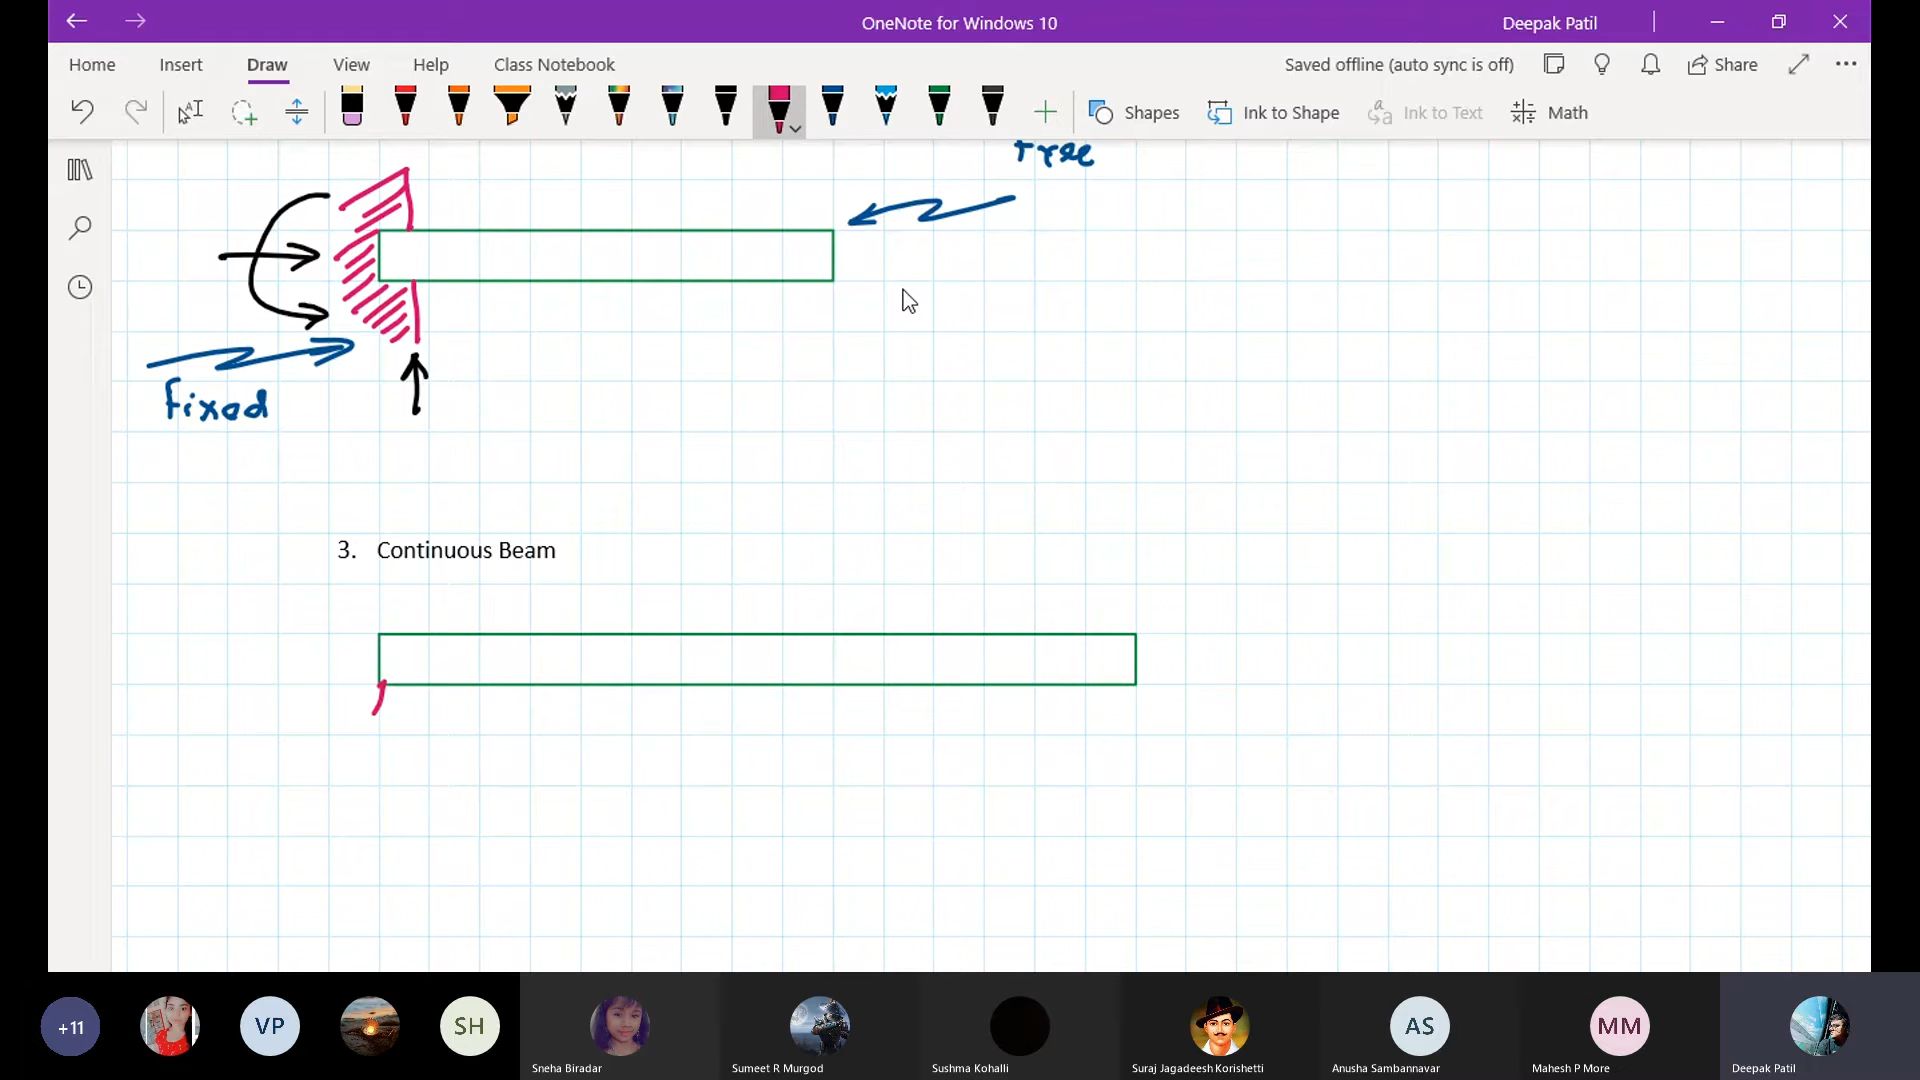 OneNote for Windows 10
Deepak Patil
Home Insert Draw View Help Class Notebook
Saved offline (auto sync is off) Share
Shapes Ink to Shape Ink to Text Math
Free
Fixed
3. Continuous Beam
+11 VP SH AS MM
Sneha Biradar Sumeet R Murgod Sushma Kohalli Suraj Jagadeesh Korishetti Anusha Sambannavar Mahesh P More Deepak Patil